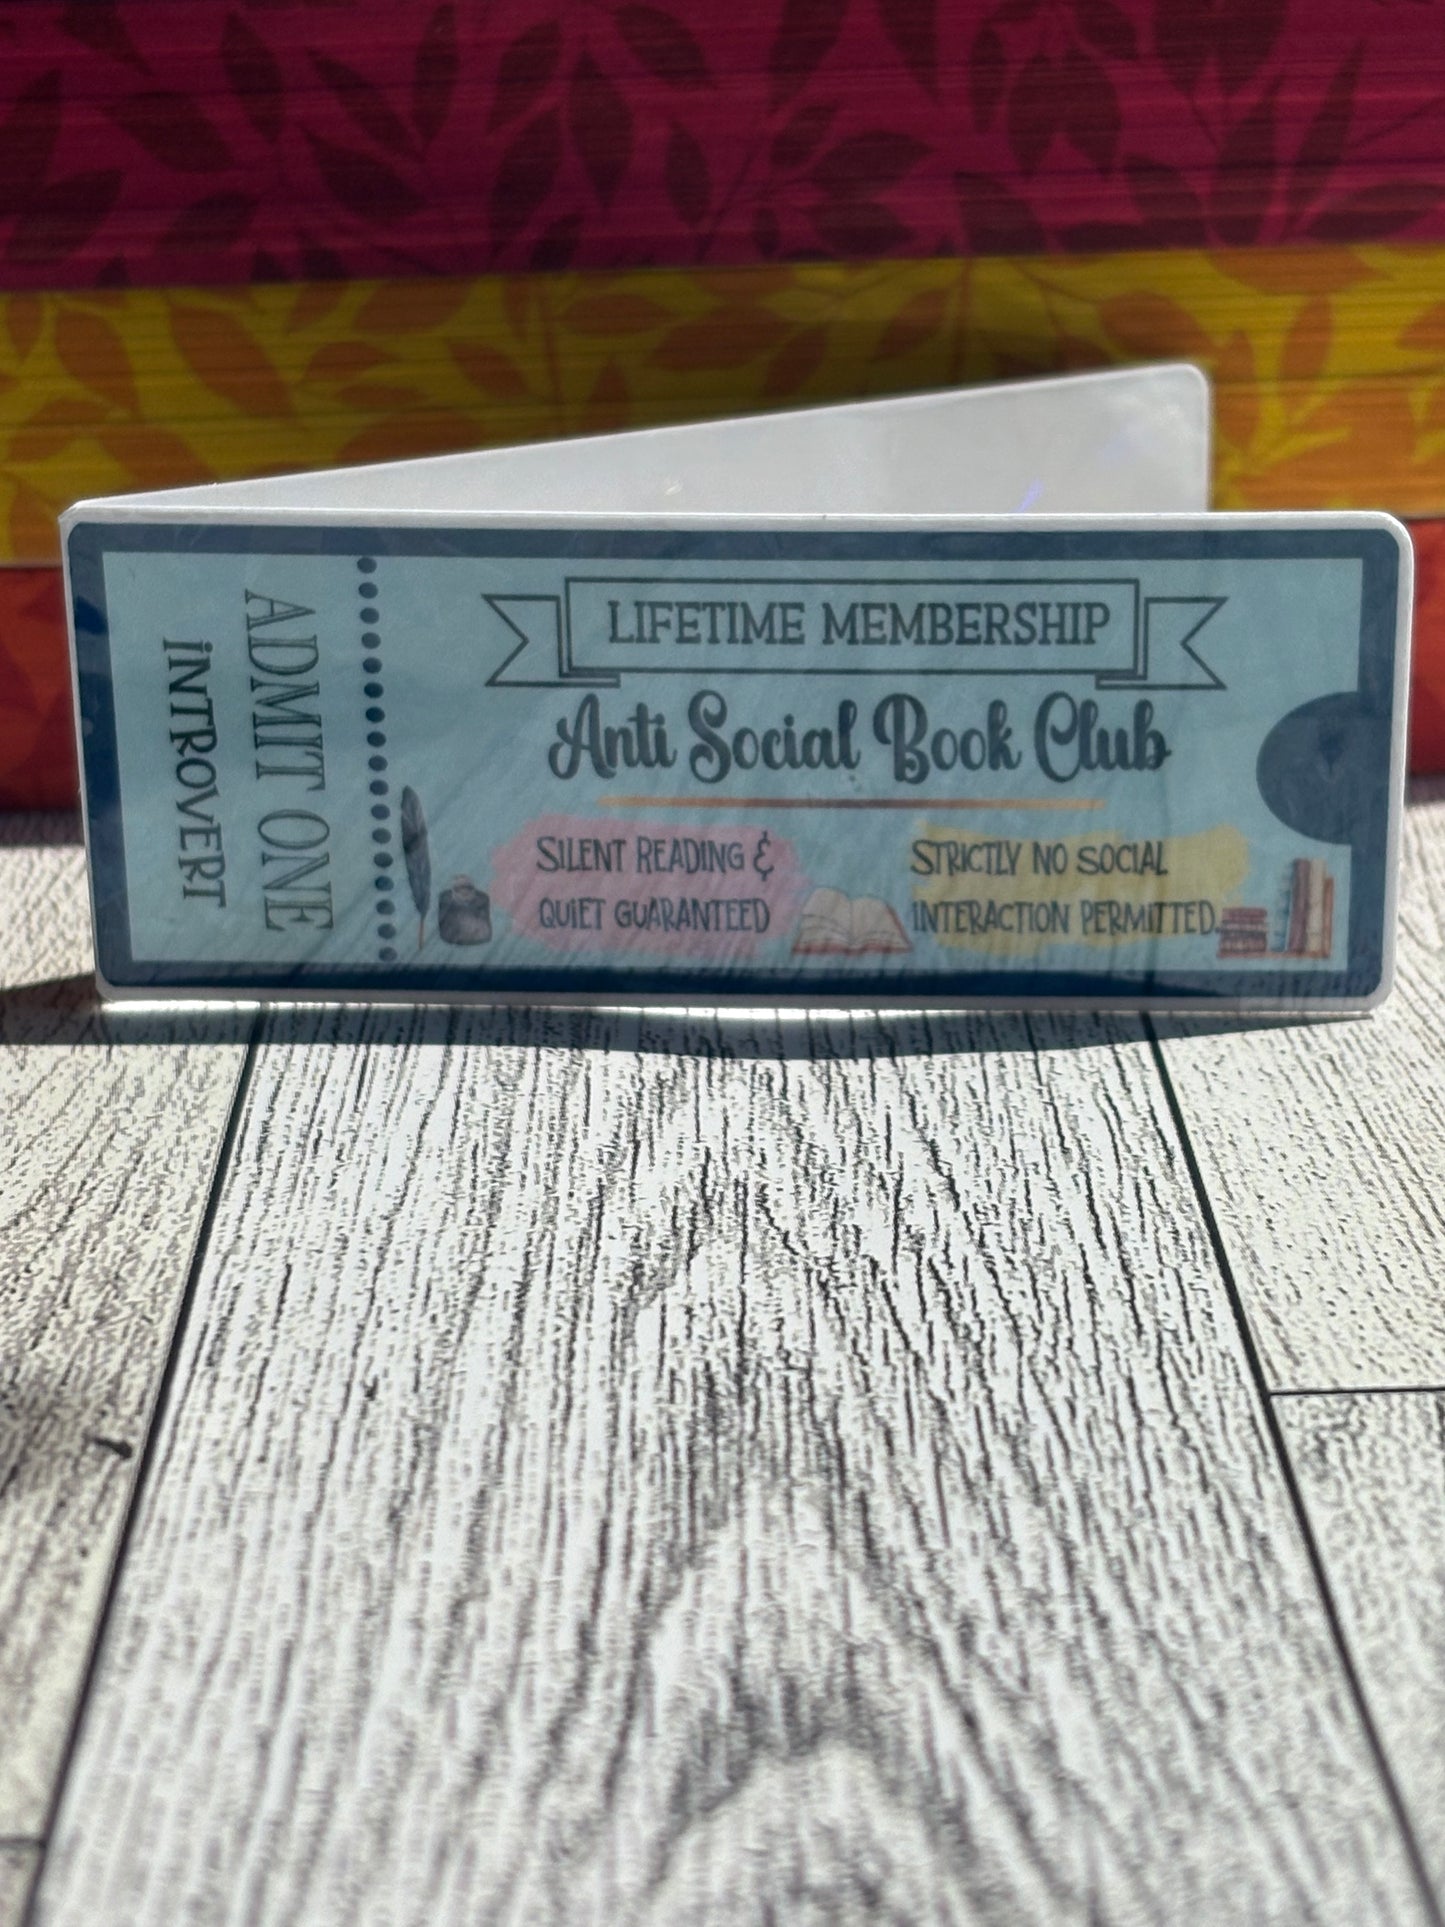 ADMIT ONE
iNTROVERT
LIFETIME MEMBERSHIP
Anti Social Book Club
SILENT READING &
QUIET GUARANTEED
STRICTLY NO SOCIAL
INTERACTION PERMITTED.